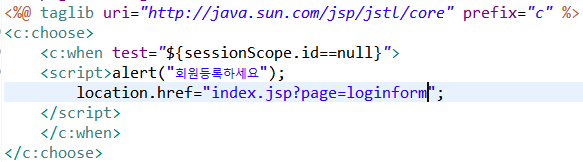 <%@ taglib uri="http://java.sun.com/jsp/jstl/core" prefix="c" %>
<c:choose>
<c:when test="${sessionScope.id==null}">
<script>alert("회원등록하세요");
location.href="index.jsp?page=loginform";
</script>
</c:when>
</c:choose>